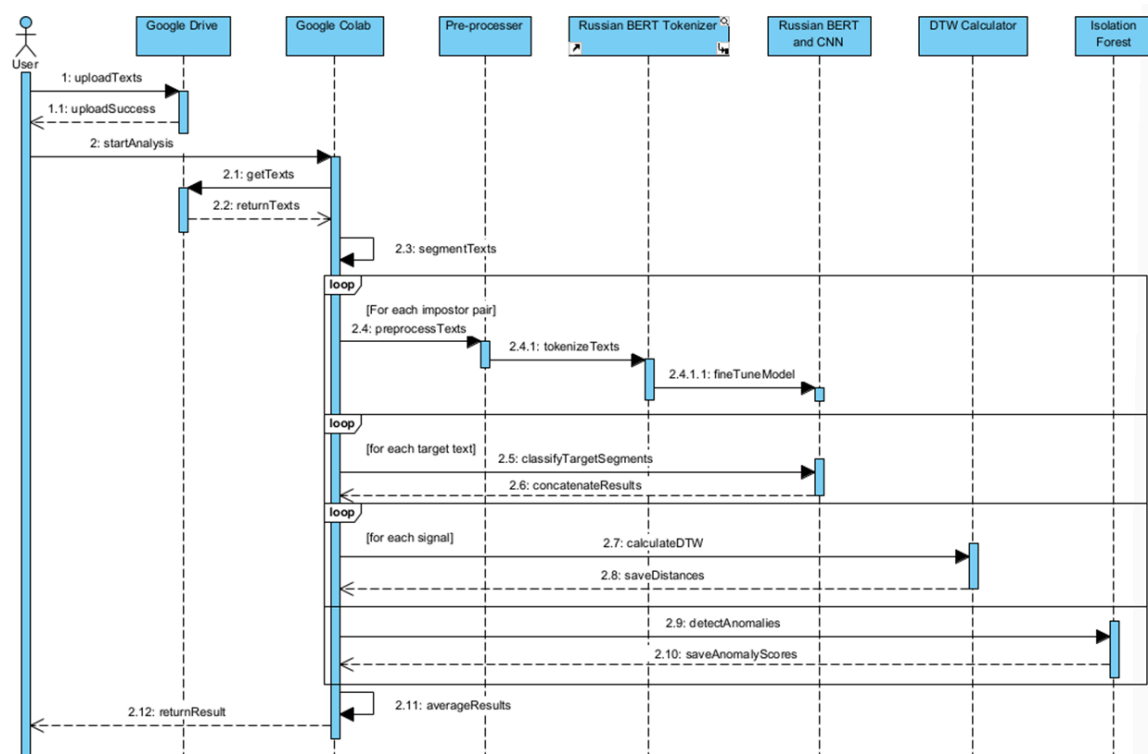 Google Drive
Google Colab
Pre-processer
Russian BERT Tokenizer
Russian BERT
and CNN
DTW Calculator
Isolation
Forest
User
1: uploadTexts
1.1: uploadSuccess
2: startAnalysis
2.1: getTexts
2.2: returnTexts
2.3: segmentTexts
loop
[For each impostor pair]
2.4: preprocessTexts
2.4.1: tokenizeTexts
2.4.1.1: fineTuneModel
loop
[for each target text]
2.5: classifyTargetSegments
2.6: concatenateResults
loop
[for each signal]
2.7: calculateDTW
2.8: saveDistances
2.9: detectAnomalies
2.10: saveAnomalyScores
2.11: averageResults
2.12: returnResult